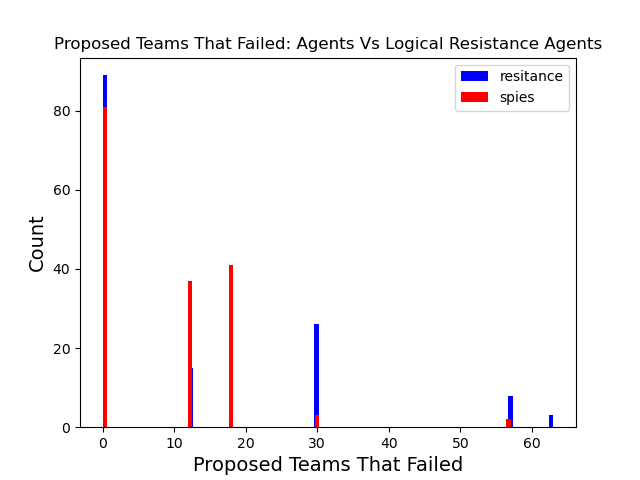 Proposed Teams That Failed: Agents Vs Logical Resistance Agents
resitance
spies
Count
80
60
40
20
0
0 10 20 30 40 50 60
Proposed Teams That Failed